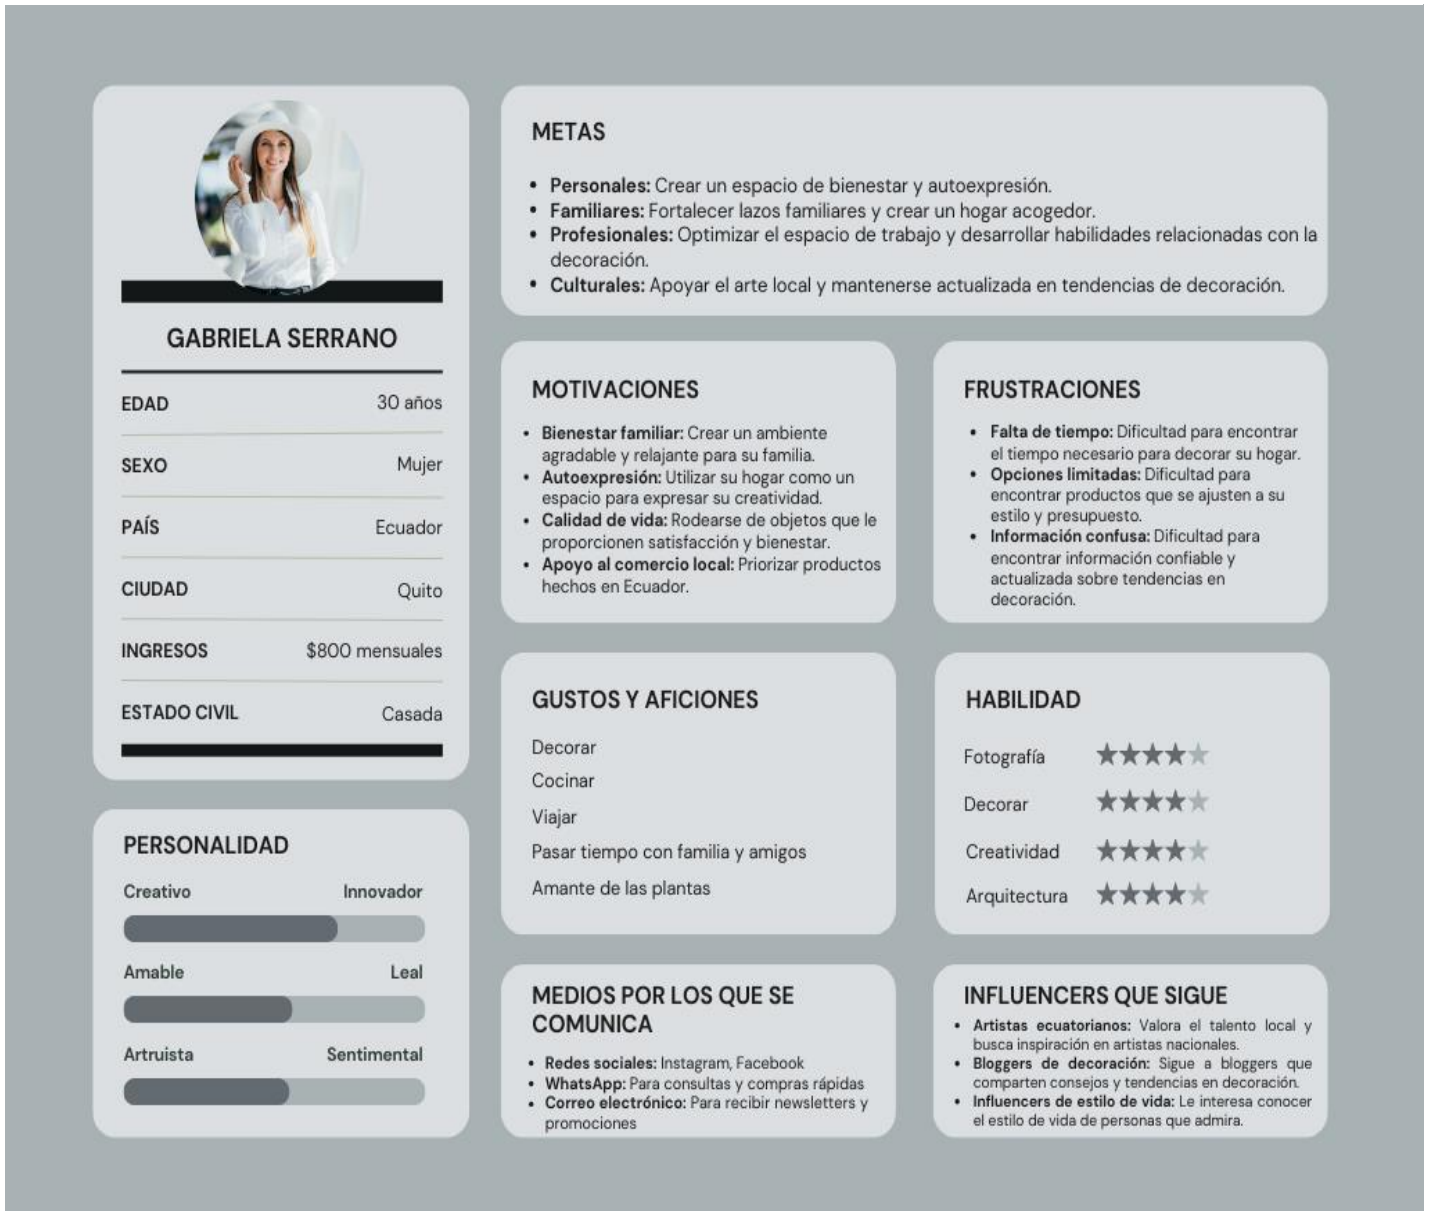 GABRIELA SERRANO
EDAD 30 años
SEXO Mujer
PAÍS Ecuador
CIUDAD Quito
INGRESOS $800 mensuales
ESTADO CIVIL Casada
PERSONALIDAD
Creativo Innovador
Amable Leal
Artruista Sentimental
METAS
• Personales: Crear un espacio de bienestar y autoexpresión.
• Familiares: Fortalecer lazos familiares y crear un hogar acogedor.
• Profesionales: Optimizar el espacio de trabajo y desarrollar habilidades relacionadas con la
decoración.
• Culturales: Apoyar el arte local y mantenerse actualizada en tendencias de decoración.
MOTIVACIONES
• Bienestar familiar: Crear un ambiente
agradable y relajante para su familia.
• Autoexpresión: Utilizar su hogar como un
espacio para expresar su creatividad.
• Calidad de vida: Rodearse de objetos que le
proporcionen satisfacción y bienestar.
• Apoyo al comercio local: Priorizar productos
hechos en Ecuador.
FRUSTRACIONES
• Falta de tiempo: Dificultad para encontrar
el tiempo necesario para decorar su hogar.
• Opciones limitadas: Dificultad para
encontrar productos que se ajusten a su
estilo y presupuesto.
• Información confusa: Dificultad para
encontrar información confiable y
actualizada sobre tendencias en
decoración.
GUSTOS Y AFICIONES
Decorar
Cocinar
Viajar
Pasar tiempo con familia y amigos
Amante de las plantas
HABILIDAD
Fotografía
Decorar
Creatividad
Arquitectura
MEDIOS POR LOS QUE SE
COMUNICA
• Redes sociales: Instagram, Facebook
• WhatsApp: Para consultas y compras rápidas
• Correo electrónico: Para recibir newsletters y
promociones
INFLUENCERS QUE SIGUE
• Artistas ecuatorianos: Valora el talento local y
busca inspiración en artistas nacionales.
• Bloggers de decoración: Sigue a bloggers que
comparten consejos y tendencias en decoración.
• Influencers de estilo de vida: Le interesa conocer
el estilo de vida de personas que admira.